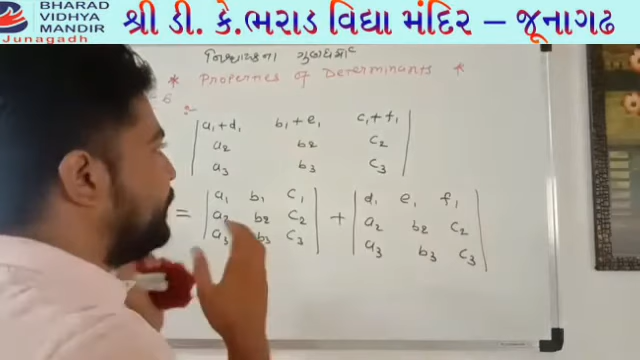 BHARAD
VIDHYA
MANDIR
Junagadh
શ્રી ડી. કે.ભરાડ વિદ્યા મંદિર – જૂનાગઢ
નિશ્ચાયકના ગુણધર્મો
* Properties of Determinants *
a₁+d₁ b₁+e₁ c₁+f₁
a₂ b₂ c₂
a₃ b₃ c₃
= a₁ b₁ c₁ + d₁ e₁ f₁
a₂ b₂ c₂ a₂ b₂ c₂
a₃ b₃ c₃ a₃ b₃ c₃